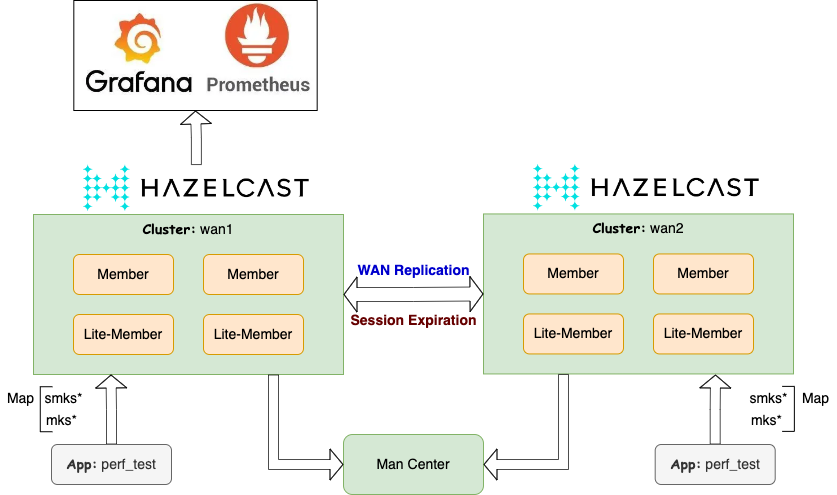 Grafana
Prometheus
HAZELCAST
HAZELCAST
Cluster: wan1
Cluster: wan2
Member
Member
WAN Replication
Member
Member
Lite-Member
Lite-Member
Session Expiration
Lite-Member
Lite-Member
Map
smks*
mks*
smks*
mks*
Map
App: perf_test
Man Center
App: perf_test